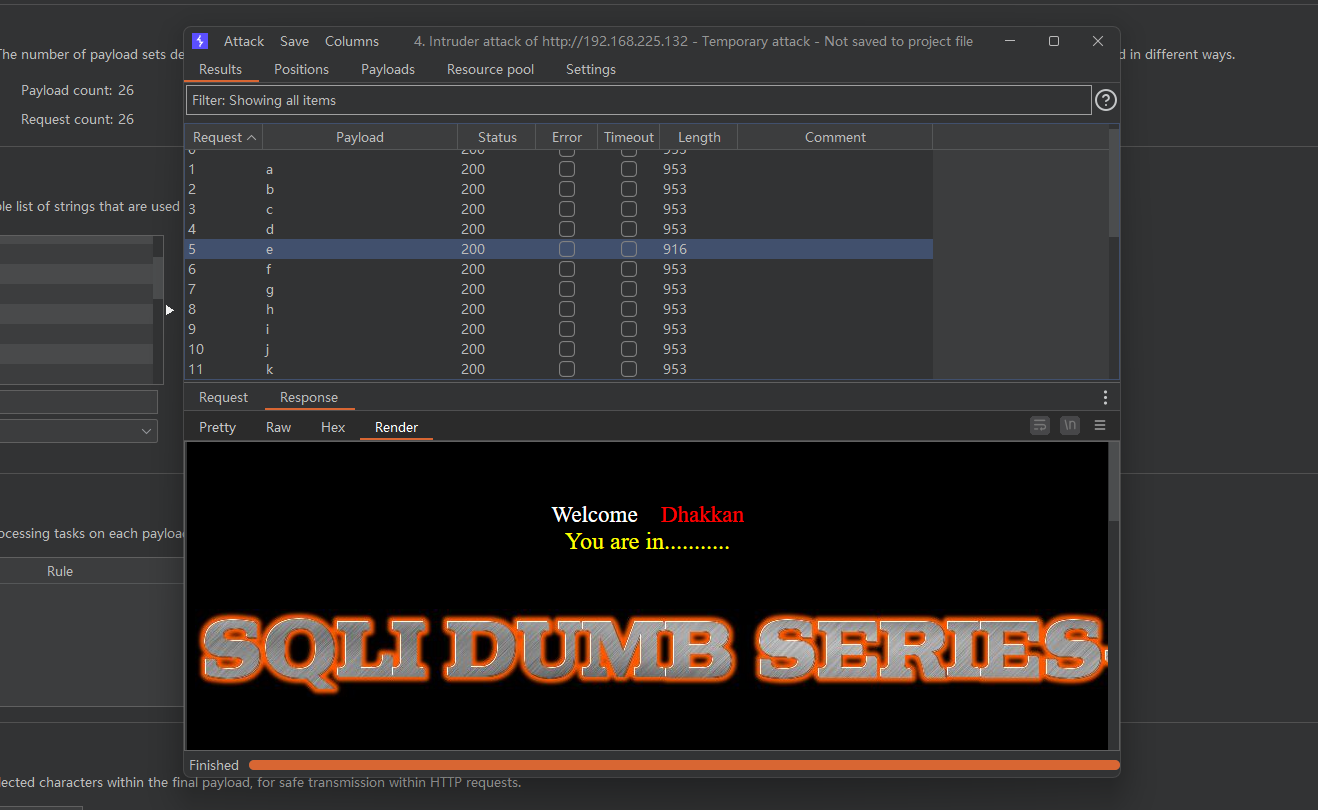 Attack Save Columns 4. Intruder attack of http://192.168.225.132 - Temporary attack - Not saved to project file
The number of payload sets de
d in different ways.
Results Positions Payloads Resource pool Settings
Payload count: 26
Filter: Showing all items ?
Request count: 26
Request Payload Status Error Timeout Length Comment
0 200 953
1 a 200 953
2 b 200 953
ple list of strings that are used
3 c 200 953
4 d 200 953
5 e 200 916
6 f 200 953
7 g 200 953
8 h 200 953
9 i 200 953
10 j 200 953
11 k 200 953
Request Response
Pretty Raw Hex Render \n
Welcome Dhakkan
You are in...........
ocessing tasks on each payload
Rule
SQLI DUMB SERIES-
Finished
lected characters within the final payload, for safe transmission within HTTP requests.